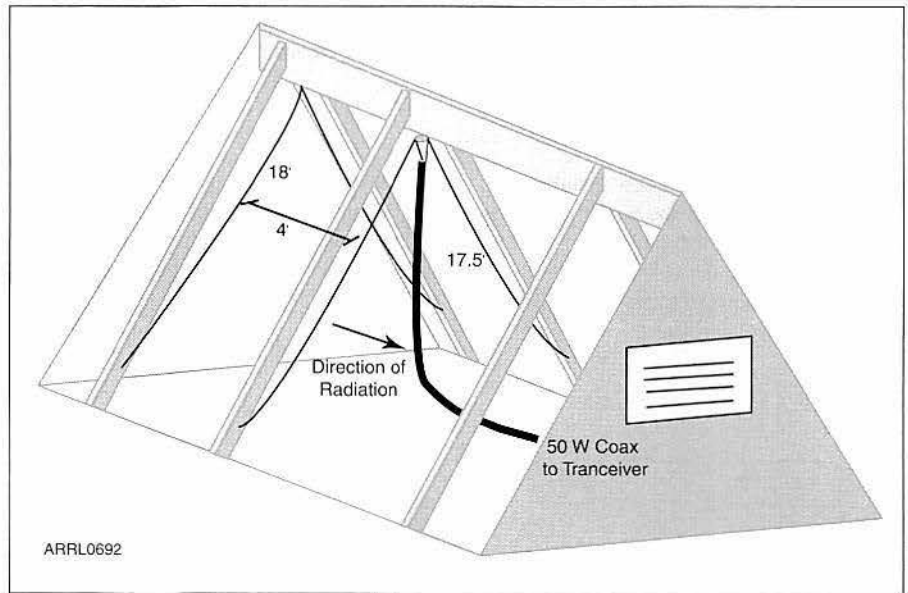 18'
4'
17.5'
Direction of
Radiation
50 W Coax
to Tranceiver
ARRL0692